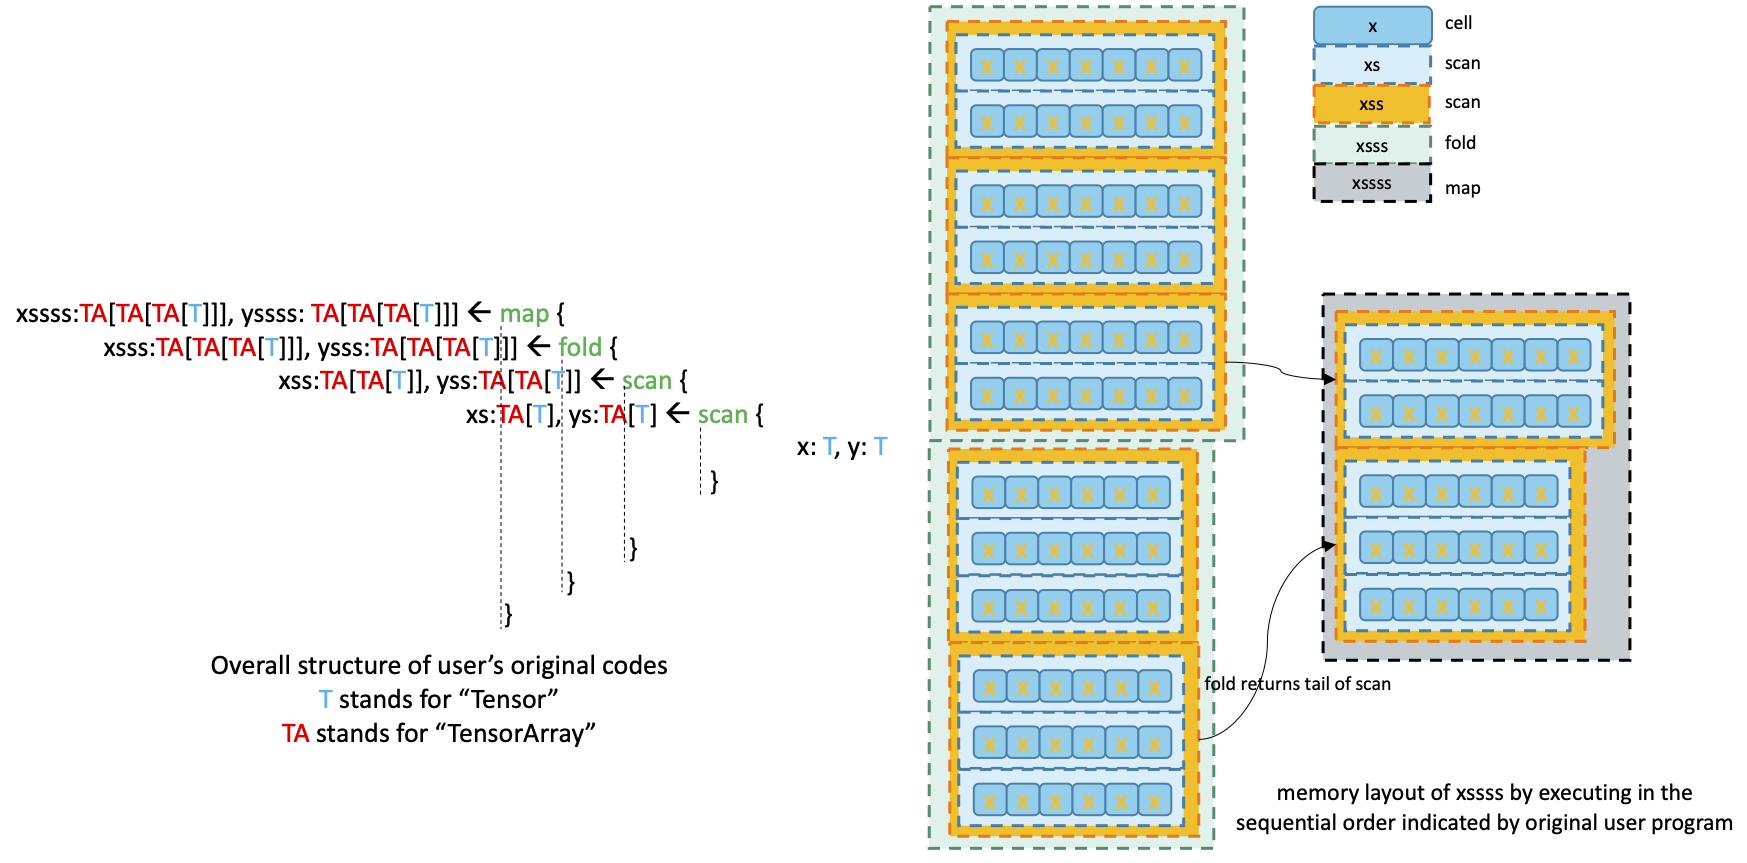 xssss:TA[TA[TA[T]]], yssss: TA[TA[TA[T]]] ← map {
xsss:TA[TA[TA[T]]], ysss:TA[TA[TA[T]]] ← fold {
xss:TA[TA[T]], yss:TA[TA[T]] ← scan {
xs:TA[T], ys:TA[T] ← scan {
x: T, y: T
}
}
}
}
Overall structure of user’s original codes
T stands for “Tensor”
TA stands for “TensorArray”
x x x x x x x
x x x x x x x
x x x x x x x
x x x x x x x
x x x x x x x
x x x x x x x
x x x x x x
x x x x x x
x x x x x x
x x x x x x
x x x x x x
x x x x x x
x cell
xs scan
xss scan
xsss fold
xssss map
x x x x x x x
x x x x x x x
x x x x x x
x x x x x x
x x x x x x
fold returns tail of scan
memory layout of xssss by executing in the
sequential order indicated by original user program